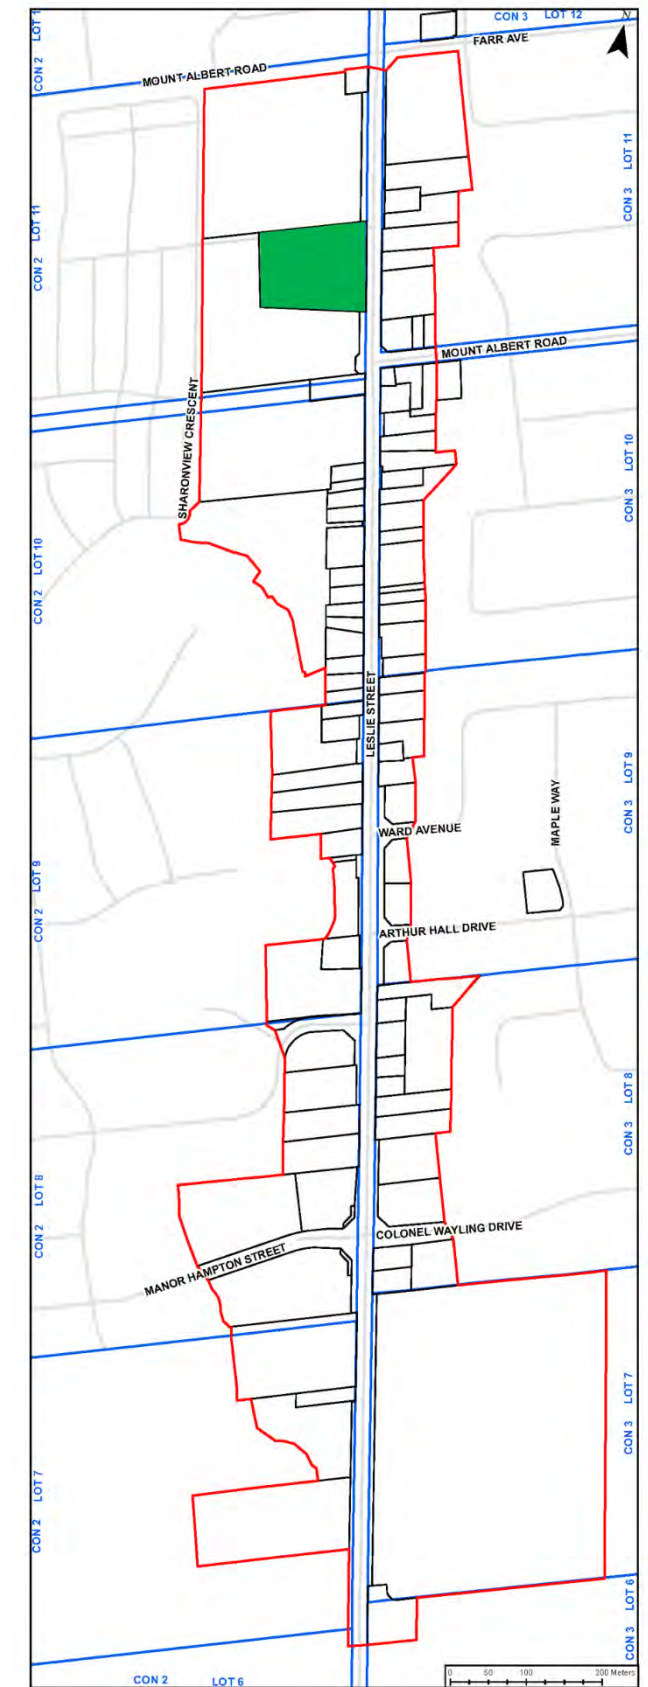 CON 3 LOT 12
N
LOT 1
CON 2
FARR AVE
MOUNT ALBERT ROAD
LOT 11
CON 3
LOT 11
CON 2
MOUNT ALBERT ROAD
SHARONVIEW CRESCENT
LOT 10
CON 3
LOT 10
CON 2
LESLIE STREET
LOT 9
CON 3
MAPLE WAY
WARD AVENUE
LOT 9
CON 2
ARTHUR HALL DRIVE
LOT 8
CON 3
LOT 8
CON 2
COLONEL WAYLING DRIVE
MANOR HAMPTON STREET
LOT 7
CON 3
LOT 7
CON 2
LOT 6
CON 3
CON 2 LOT 6
0 50 100 200 Meters